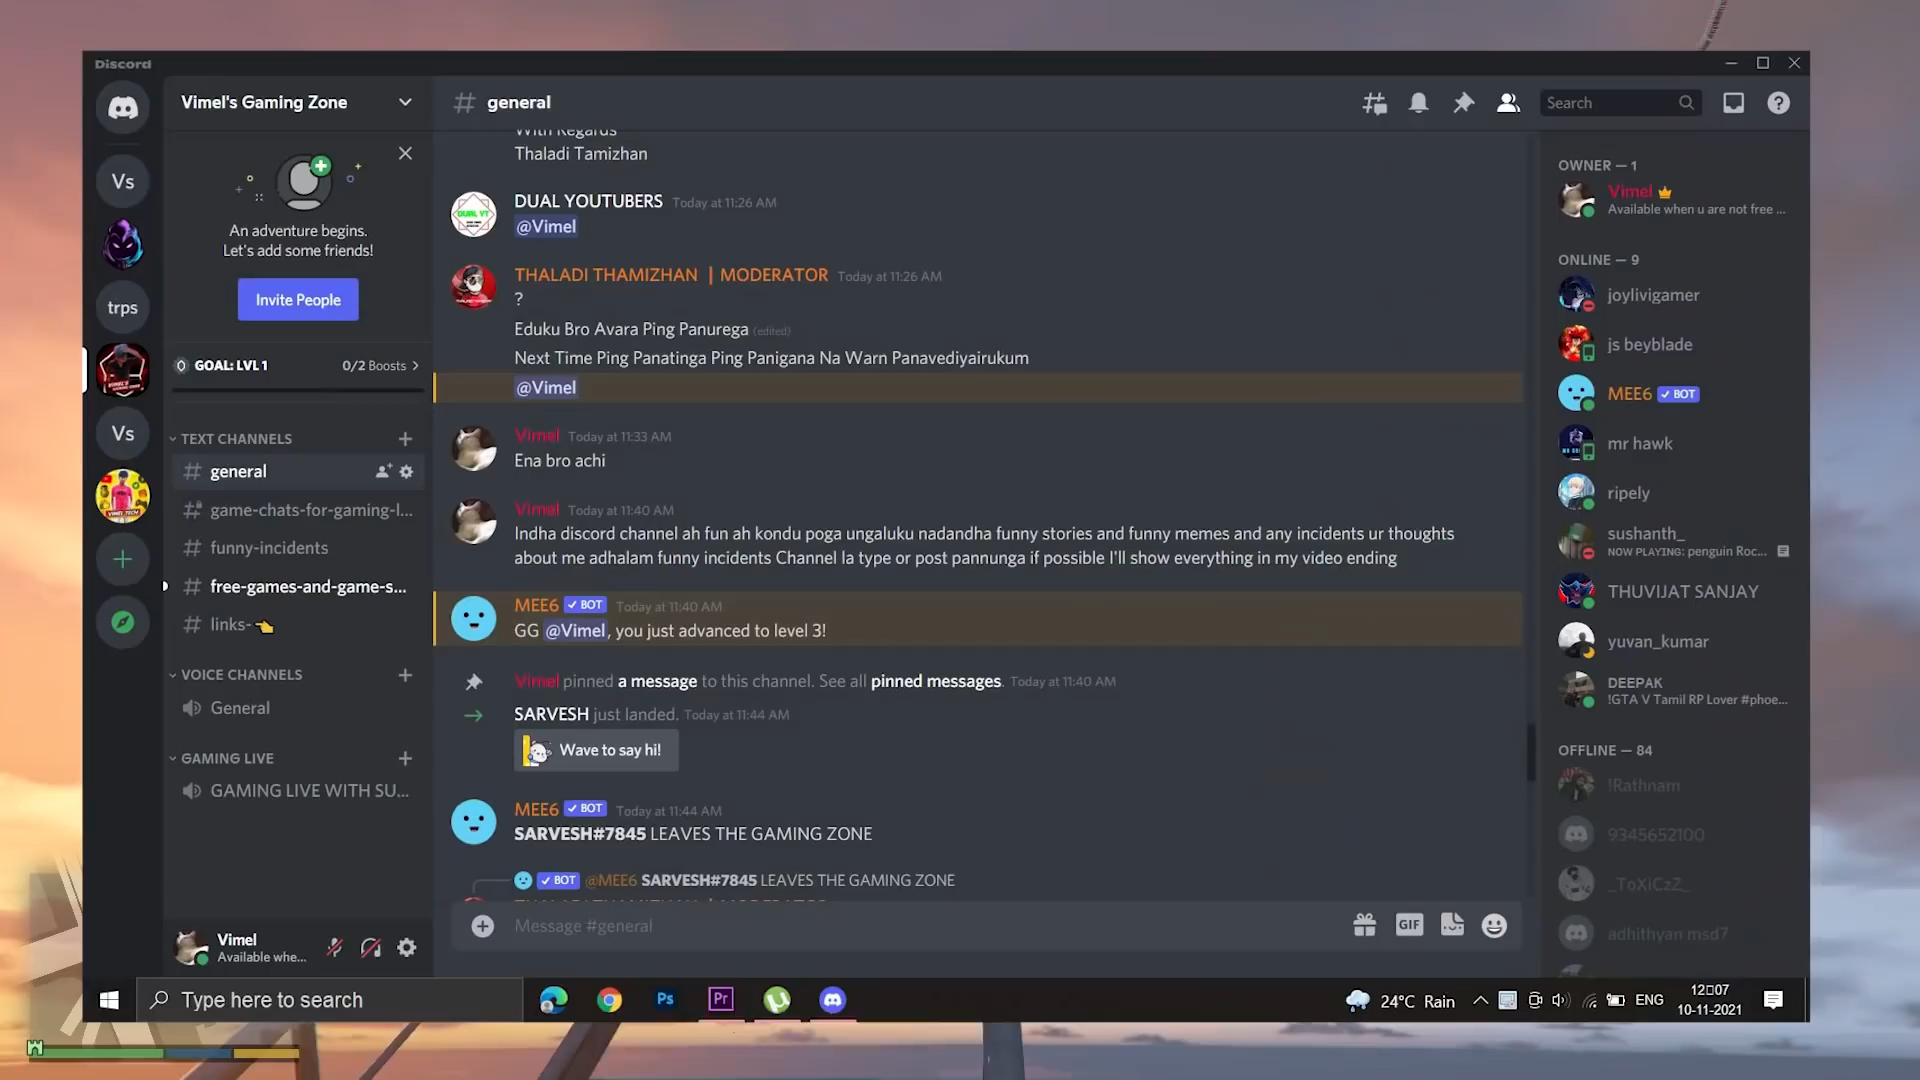 Discord
Vimel's Gaming Zone
general
Search
An adventure begins.
Let's add some friends!
Invite People
GOAL: LVL 1
0/2 Boosts
TEXT CHANNELS
general
game-chats-for-gaming-l...
funny-incidents
free-games-and-game-s...
links-👈
VOICE CHANNELS
General
GAMING LIVE
GAMING LIVE WITH SU...
Vimel
Available whe...
Vs
trps
Vs
With Regards
Thaladi Tamizhan
DUAL YOUTUBERS Today at 11:26 AM
@Vimel
THALADI THAMIZHAN | MODERATOR Today at 11:26 AM
?
Eduku Bro Avara Ping Panurega (edited)
Next Time Ping Panatinga Ping Panigana Na Warn Panavediyairukum
@Vimel
Vimel Today at 11:33 AM
Ena bro achi
Vimel Today at 11:40 AM
Indha discord channel ah fun ah kondu poga ungaluku nadandha funny stories and funny memes and any incidents ur thoughts
about me adhalam funny incidents Channel la type or post pannunga if possible I'll show everything in my video ending
MEE6 ✓ BOT Today at 11:40 AM
GG @Vimel, you just advanced to level 3!
Vimel pinned a message to this channel. See all pinned messages. Today at 11:40 AM
SARVESH just landed. Today at 11:44 AM
Wave to say hi!
MEE6 ✓ BOT Today at 11:44 AM
SARVESH#7845 LEAVES THE GAMING ZONE
✓ BOT @MEE6 SARVESH#7845 LEAVES THE GAMING ZONE
Message #general
GIF
OWNER — 1
Vimel
Available when u are not free ...
ONLINE — 9
joylivigamer
js beyblade
MEE6 ✓ BOT
mr hawk
ripely
sushanth_
NOW PLAYING: penguin Roc...
THUVIJAT SANJAY
yuvan_kumar
DEEPAK
!GTA V Tamil RP Lover #phoe...
OFFLINE — 84
!Rathnam
9345652100
_ToXiCzZ_
adhithyan msd7
Type here to search
Ps
Pr
24°C Rain
ENG
12▯07
10-11-2021